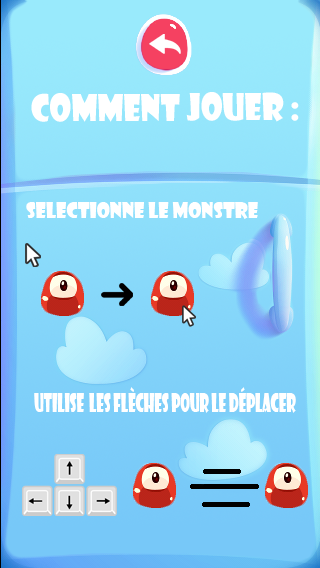 COMMENT JOUER :
SELECTIONNE LE MONSTRE
UTILISE LES FLÈCHES POUR LE DÉPLACER